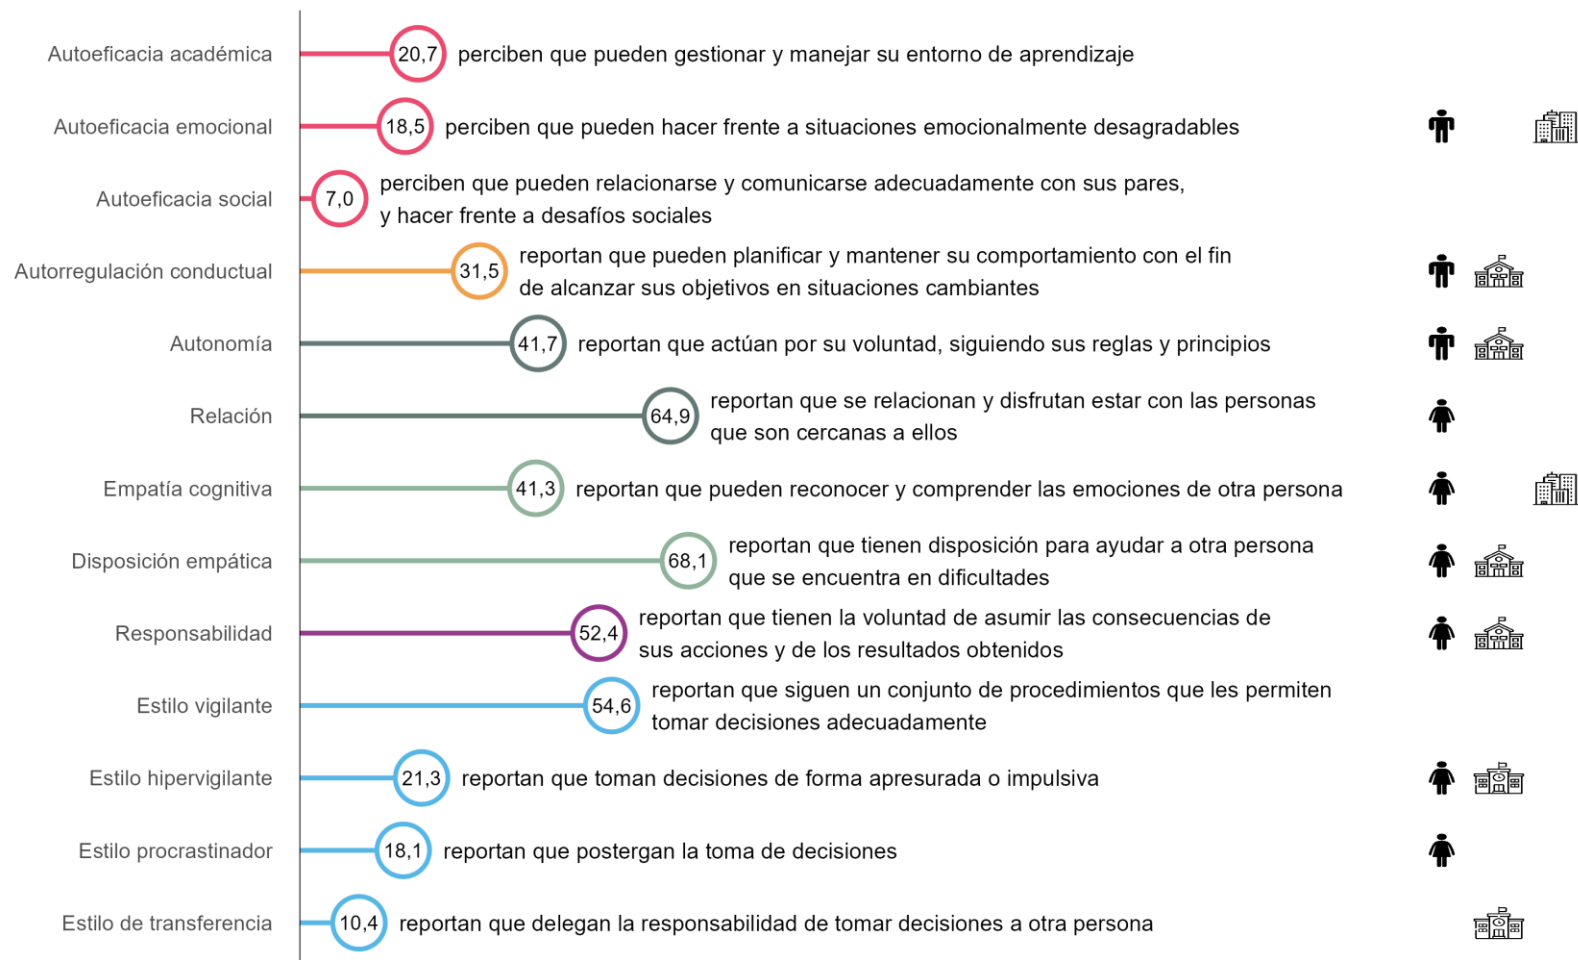 Autoeficacia académica
20,7
perciben que pueden gestionar y manejar su entorno de aprendizaje
Autoeficacia emocional
18,5
perciben que pueden hacer frente a situaciones emocionalmente desagradables
Autoeficacia social
7,0
perciben que pueden relacionarse y comunicarse adecuadamente con sus pares,
y hacer frente a desafíos sociales
Autorregulación conductual
31,5
reportan que pueden planificar y mantener su comportamiento con el fin
de alcanzar sus objetivos en situaciones cambiantes
Autonomía
41,7
reportan que actúan por su voluntad, siguiendo sus reglas y principios
Relación
64,9
reportan que se relacionan y disfrutan estar con las personas
que son cercanas a ellos
Empatía cognitiva
41,3
reportan que pueden reconocer y comprender las emociones de otra persona
Disposición empática
68,1
reportan que tienen disposición para ayudar a otra persona
que se encuentra en dificultades
Responsabilidad
52,4
reportan que tienen la voluntad de asumir las consecuencias de
sus acciones y de los resultados obtenidos
Estilo vigilante
54,6
reportan que siguen un conjunto de procedimientos que les permiten
tomar decisiones adecuadamente
Estilo hipervigilante
21,3
reportan que toman decisiones de forma apresurada o impulsiva
Estilo procrastinador
18,1
reportan que postergan la toma de decisiones
Estilo de transferencia
10,4
reportan que delegan la responsabilidad de tomar decisiones a otra persona